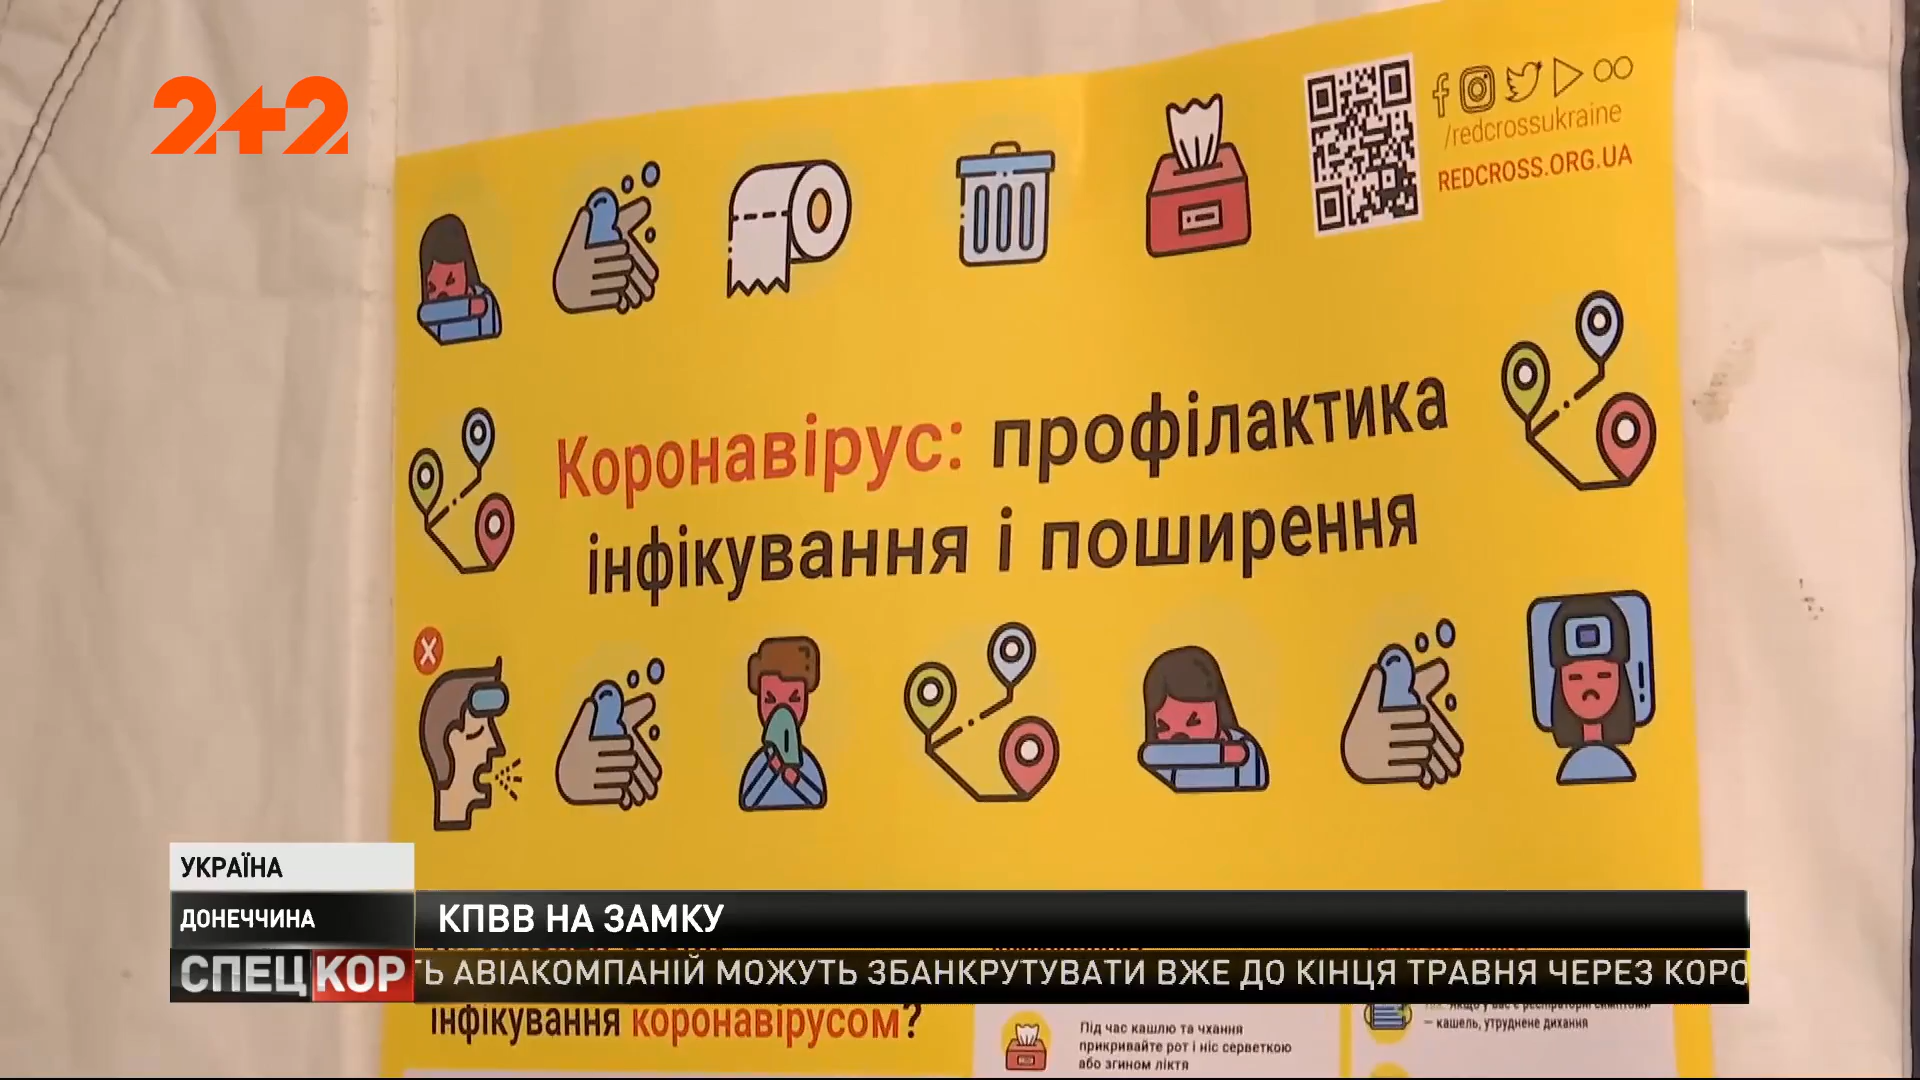 2+2
/redcrossukraine
REDCROSS.ORG.UA
Коронавірус: профілактика
інфікування і поширення
УКРАЇНА
ДОНЕЧЧИНА
КПВВ НА ЗАМКУ
СПЕЦКОР
Ь АВІАКОМПАНІЙ МОЖУТЬ ЗБАНКРУТУВАТИ ВЖЕ ДО КІНЦЯ ТРАВНЯ ЧЕРЕЗ КОРО
інфікування коронавірусом?
Під час кашлю та чхання
прикривайте рот і ніс серветкою
або згином ліктя
– кашель, утруднене дихання